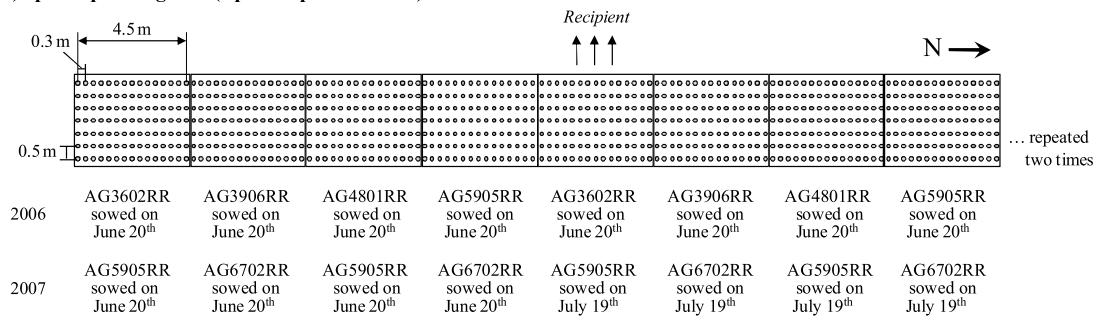 Recipient
4.5 m
0.3 m
N
0.5 m
... repeated
two times
AG3602RR AG3906RR AG4801RR AG5905RR AG3602RR AG3906RR AG4801RR AG5905RR
2006 sowed on sowed on sowed on sowed on sowed on sowed on sowed on sowed on
June 20th June 20th June 20th June 20th June 20th June 20th June 20th June 20th
AG5905RR AG6702RR AG5905RR AG6702RR AG5905RR AG6702RR AG5905RR AG6702RR
2007 sowed on sowed on sowed on sowed on sowed on sowed on sowed on sowed on
June 20th June 20th June 20th June 20th July 19th July 19th July 19th July 19th